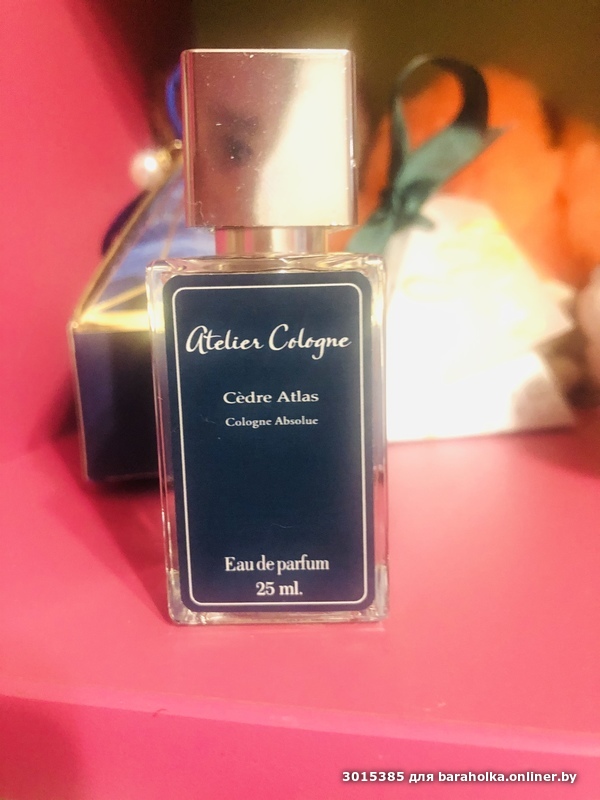 Atelier Cologne
Cèdre Atlas
Cologne Absolue
Eau de parfum
25 ml.
3015385 для baraholka.onliner.by